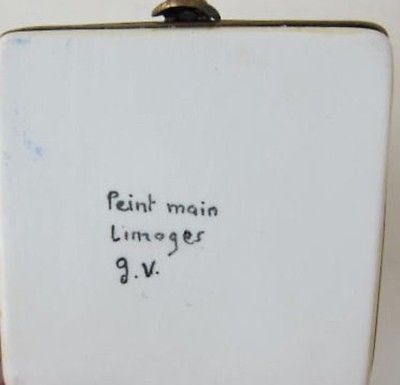 Peint main
Limoges
g.v.